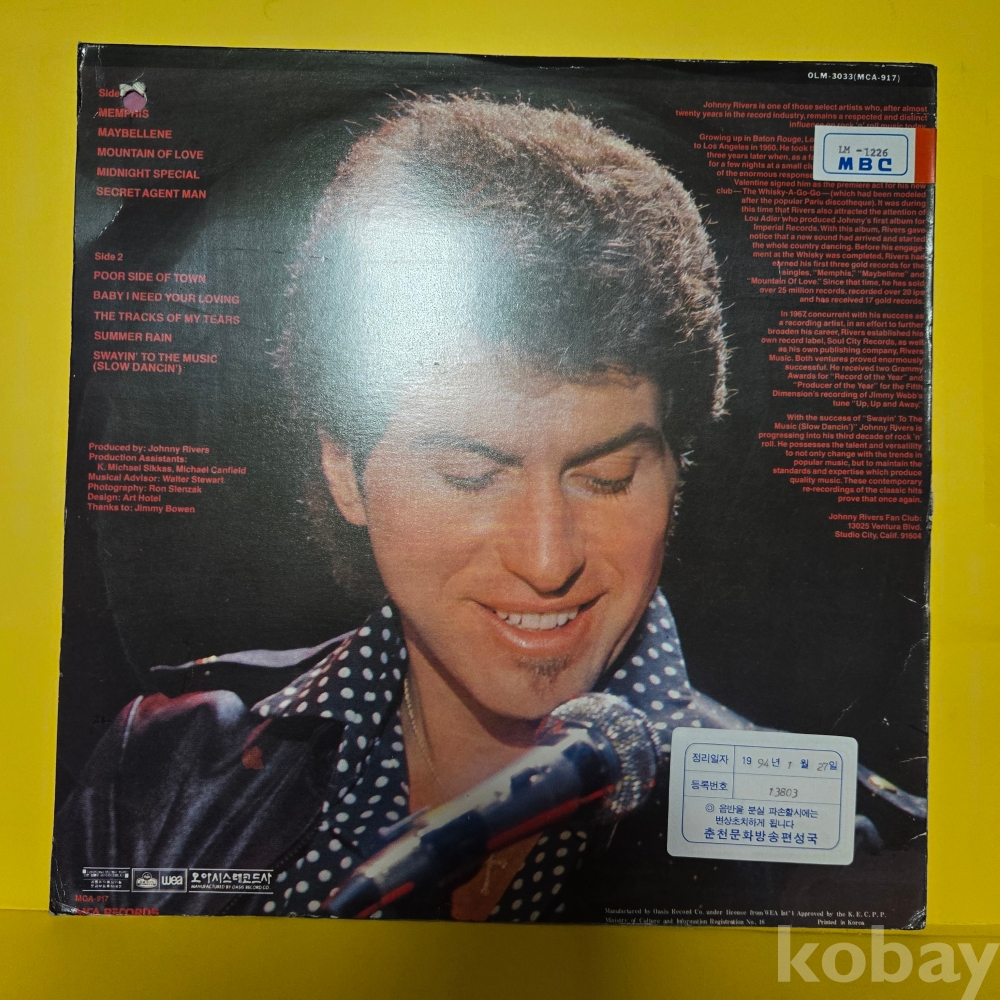 OLM-3033(MCA-917)
Side
MEMPHIS
MAYBELLENE
MOUNTAIN OF LOVE
MIDNIGHT SPECIAL
SECRET AGENT MAN
Side 2
POOR SIDE OF TOWN
BABY I NEED YOUR LOVING
THE TRACKS OF MY TEARS
SUMMER RAIN
SWAYIN' TO THE MUSIC
(SLOW DANCIN')
Produced by: Johnny Rivers
Production Assistants:
K. Michael Sikkas, Michael Canfield
Musical Advisor: Walter Stewart
Photography: Ron Slenzak
Design: Art Hotel
Thanks to: Jimmy Bowen
Johnny Rivers is one of those select artists who, after almost
twenty years in the record industry, remains a respected and distinct
influence on rock 'n' roll music today.
Growing up in Baton Rouge,
to Los Angeles in 1960. He took
three years later when, as a
for a few nights at a small
of the enormous response
Valentine signed him as the premiere act for his new
club—The Whisky-A-Go-Go—(which had been modeled
after the popular Paris discotheque). It was during
this time that Rivers also attracted the attention of
Lou Adler who produced Johnny's first album for
Imperial Records. With this album, Rivers gave
notice that a new sound had arrived and started
the whole country dancing. Before his engage-
ment at the Whisky was completed, Rivers had
earned his first three gold records for the
singles, "Memphis," "Maybellene" and
"Mountain Of Love." Since that time, he has sold
over 25 million records, recorded over 20 lps
and has received 17 gold records.
In 1967, concurrent with his success as
a recording artist, in an effort to further
broaden his career, Rivers established his
own record label, Soul City Records, as well
as his own publishing company, Rivers
Music. Both ventures proved enormously
successful. He received two Grammy
Awards for "Record of the Year" and
"Producer of the Year" for the Fifth
Dimension's recording of Jimmy Webb's
tune "Up, Up and Away."
With the success of "Swayin' To The
Music (Slow Dancin')" Johnny Rivers is
progressing into his third decade of rock 'n'
roll. He possesses the talent and versatility
to not only change with the trends in
popular music, but to maintain the
standards and expertise which produce
quality music. These contemporary
re-recordings of the classic hits
prove that once again.
Johnny Rivers Fan Club:
13025 Ventura Blvd.
Studio City, Calif. 91604
LM -1226
MBC
정리일자 19 94 년 1 월 27 일
등록번호 13803
◎ 음반을 분실 파손할시에는
변상조치하게 됩니다
춘천문화방송편성국
wea
오아시스레코드사
MANUFACTURED BY OASIS RECORD CO.
MCA-917
MCA RECORDS
Manufactured by Oasis Record Co. under licence from WEA Int'l Approved by the K. E. C. P. P.
Ministry of Culture and Information Registration No. 16 Printed in Korea
kobay